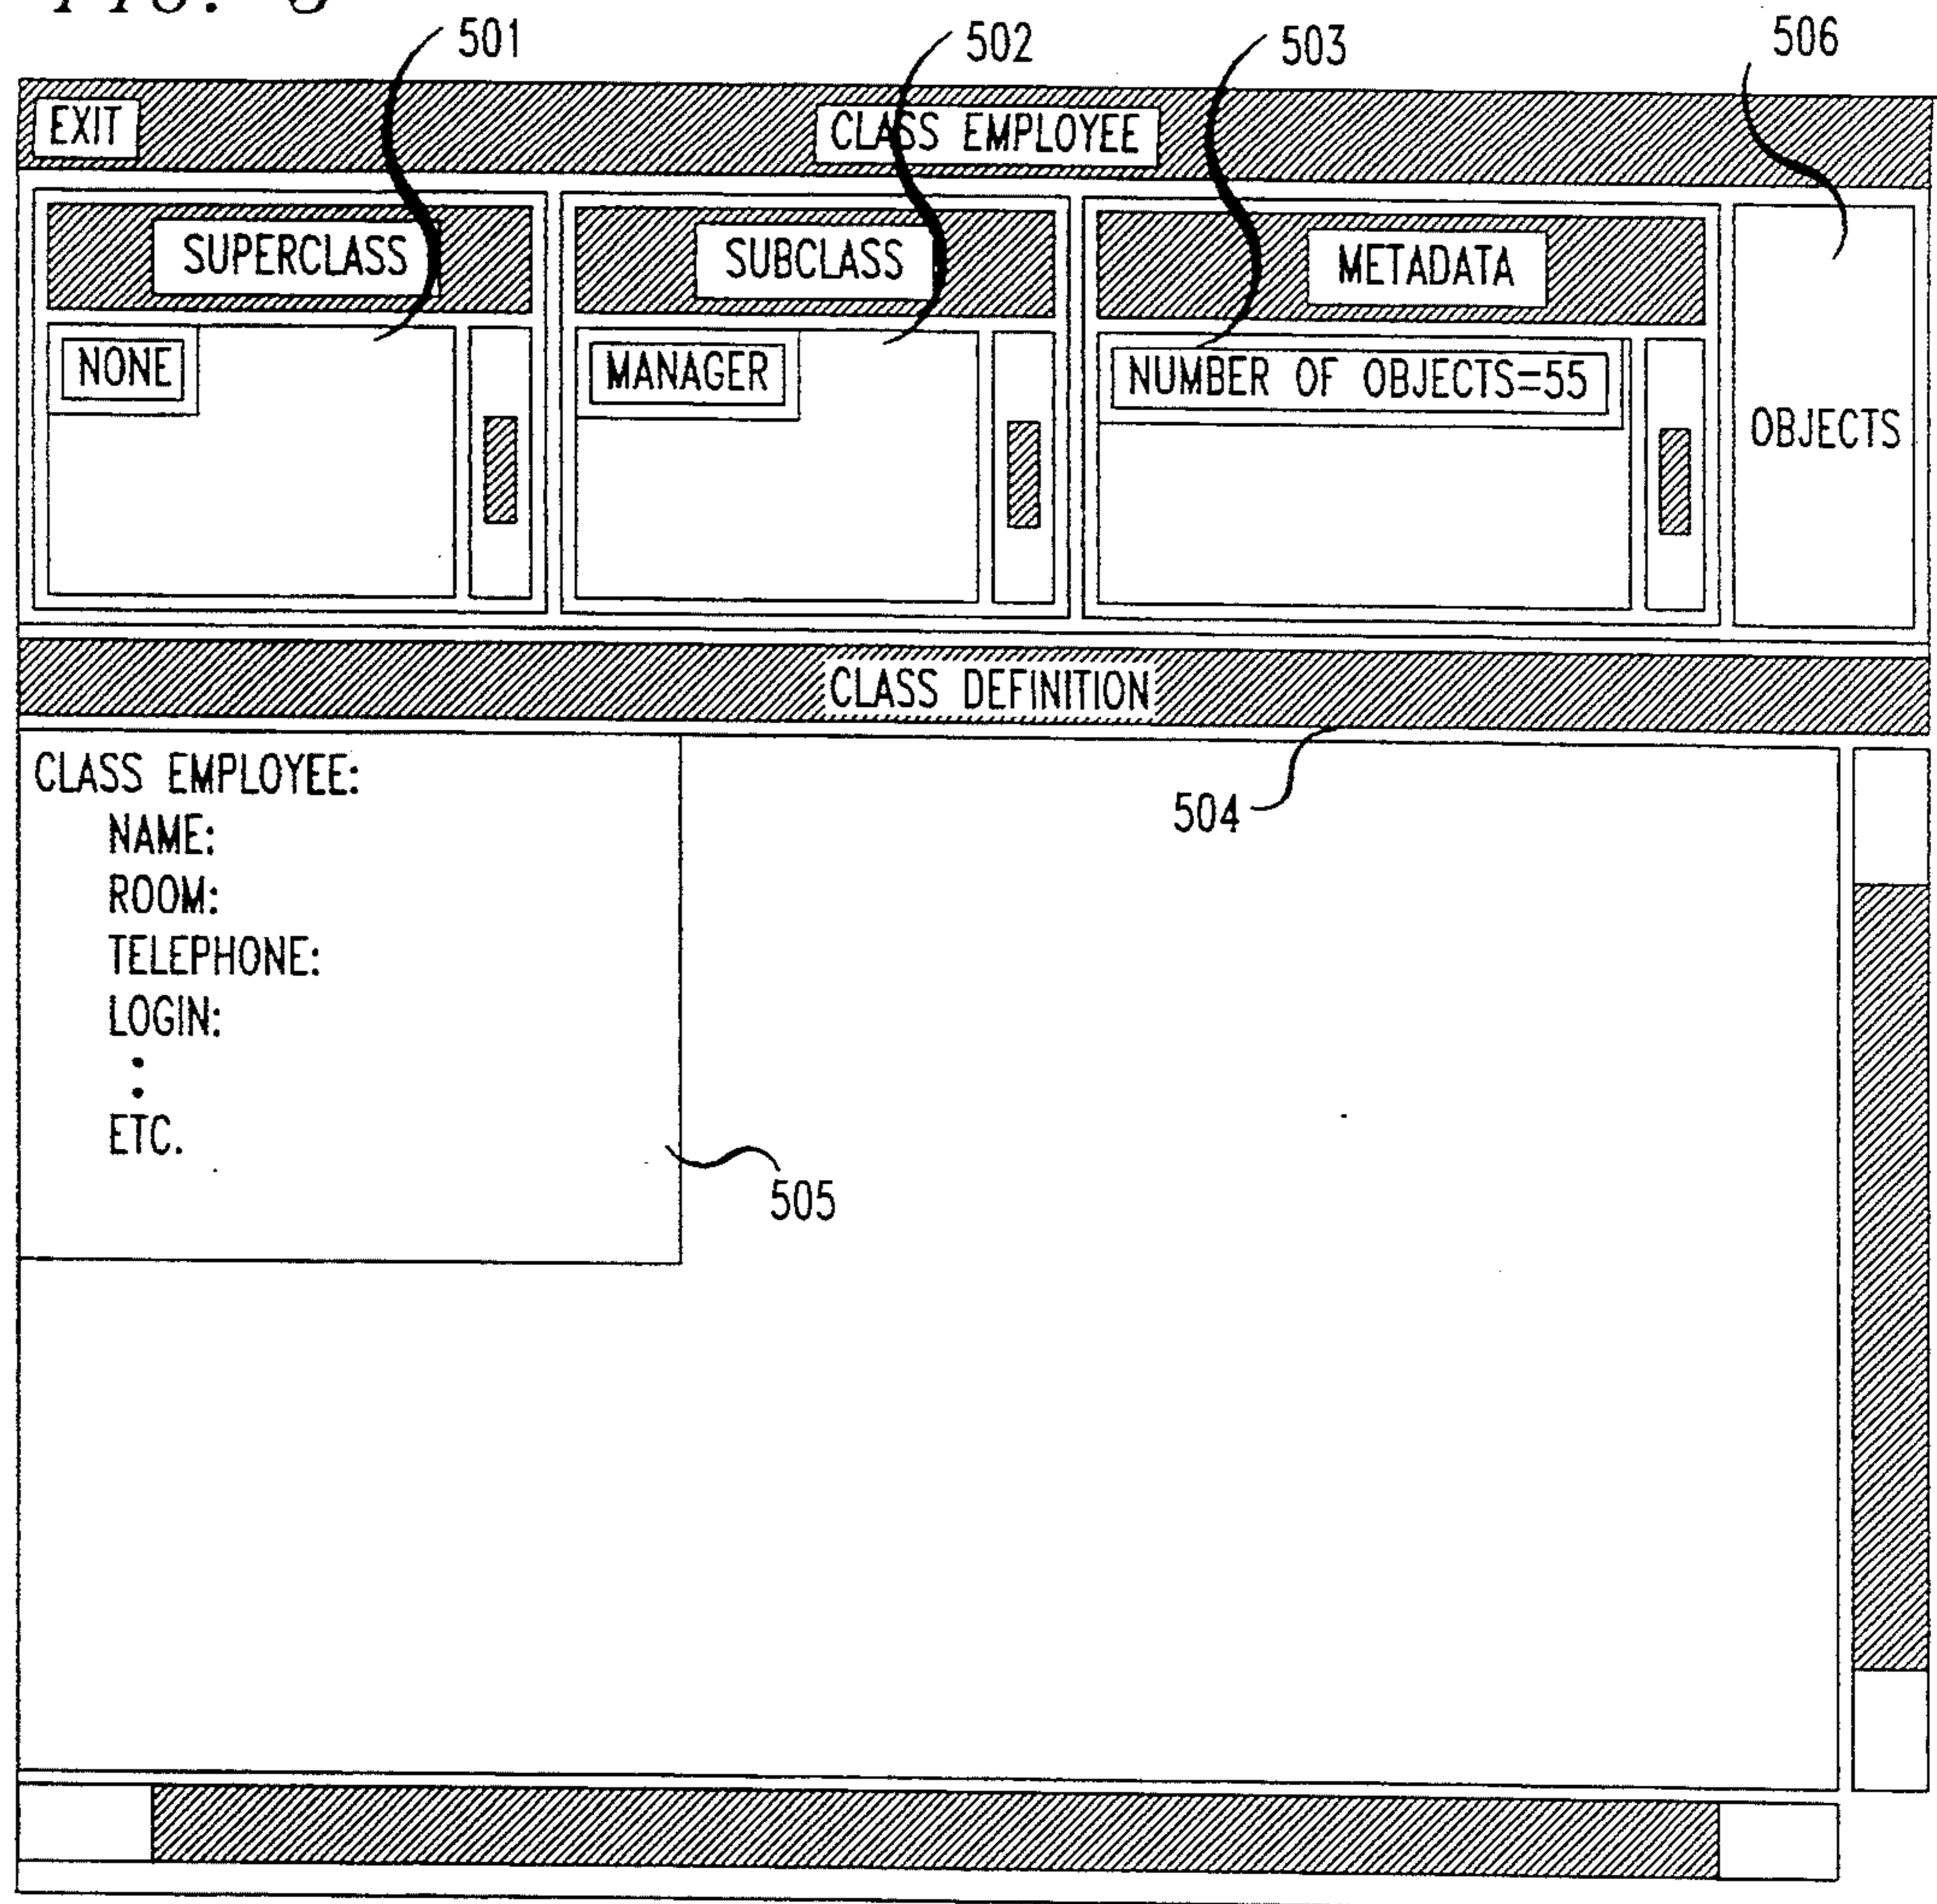 501
502
503
506
EXIT
CLASS EMPLOYEE
SUPERCLASS
SUBCLASS
METADATA
NONE
MANAGER
NUMBER OF OBJECTS=55
OBJECTS
CLASS DEFINITION
CLASS EMPLOYEE:
NAME:
ROOM:
TELEPHONE:
LOGIN:
:
ETC.
504
505